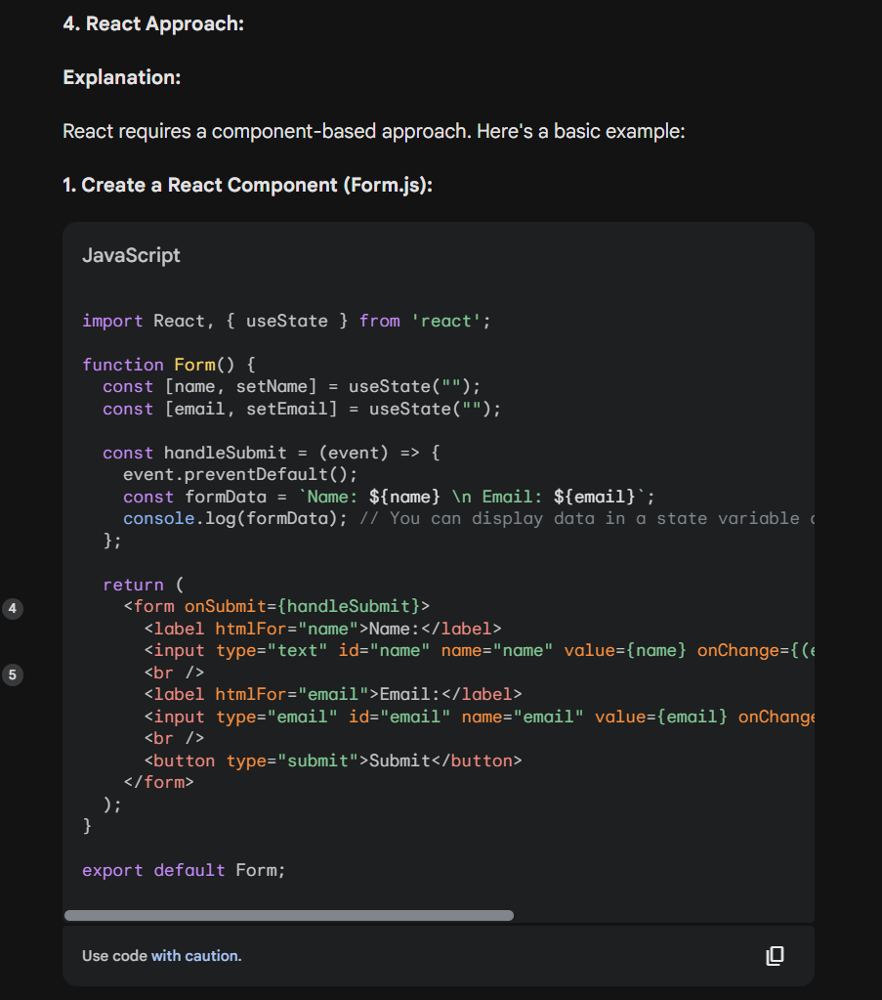 4. React Approach:
Explanation:
React requires a component-based approach. Here's a basic example:
1. Create a React Component (Form.js):
JavaScript
import React, { useState } from 'react';
function Form() {
  const [name, setName] = useState("");
  const [email, setEmail] = useState("");
  const handleSubmit = (event) => {
    event.preventDefault();
    const formData = `Name: ${name} \n Email: ${email}`;
    console.log(formData); // You can display data in a state variable
  };
  return (
4
    <form onSubmit={handleSubmit}>
      <label htmlFor="name">Name:</label>
      <input type="text" id="name" name="name" value={name} onChange={(e
5
      <br />
      <label htmlFor="email">Email:</label>
      <input type="email" id="email" name="email" value={email} onChange
      <br />
      <button type="submit">Submit</button>
    </form>
  );
}
export default Form;
Use code with caution.